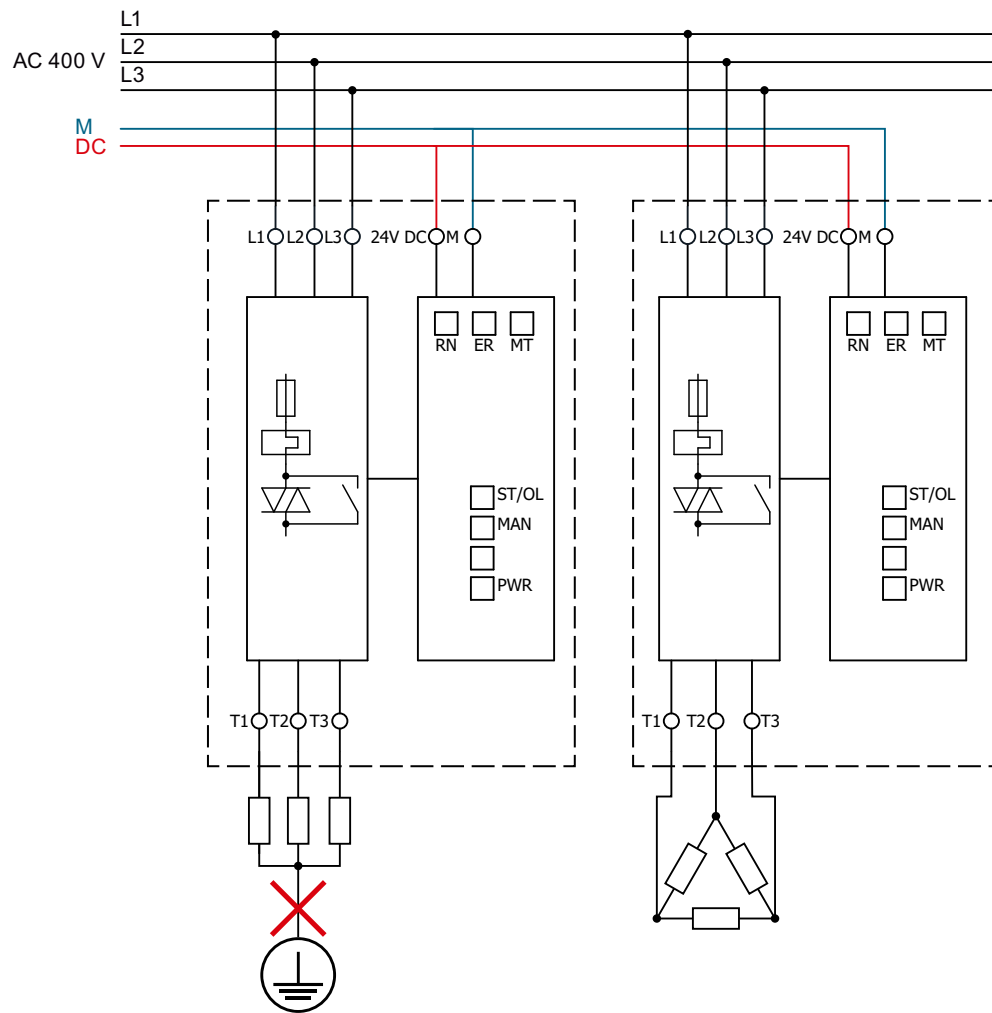 L1
AC 400 V L2
L3
M
DC
L1 L2 L3 24V DC M L1 L2 L3 24V DC M
RN ER MT RN ER MT
ST/OL ST/OL
MAN MAN
PWR PWR
T1 T2 T3 T1 T2 T3